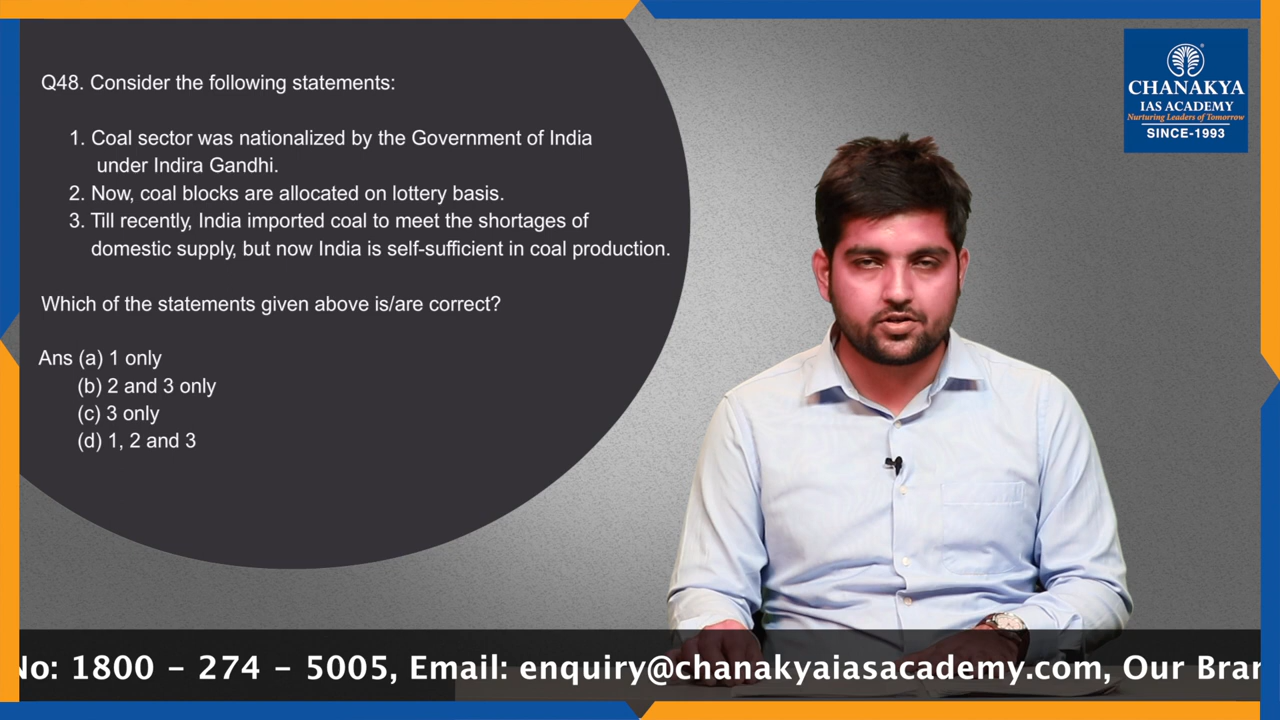 Q48. Consider the following statements:
1. Coal sector was nationalized by the Government of India
under Indira Gandhi.
2. Now, coal blocks are allocated on lottery basis.
3. Till recently, India imported coal to meet the shortages of
domestic supply, but now India is self-sufficient in coal production.
Which of the statements given above is/are correct?
Ans (a) 1 only
(b) 2 and 3 only
(c) 3 only
(d) 1, 2 and 3
CHANAKYA
IAS ACADEMY
Nurturing Leaders of Tomorrow
SINCE-1993
No: 1800 - 274 - 5005, Email: enquiry@chanakyaiasacademy.com, Our Bran